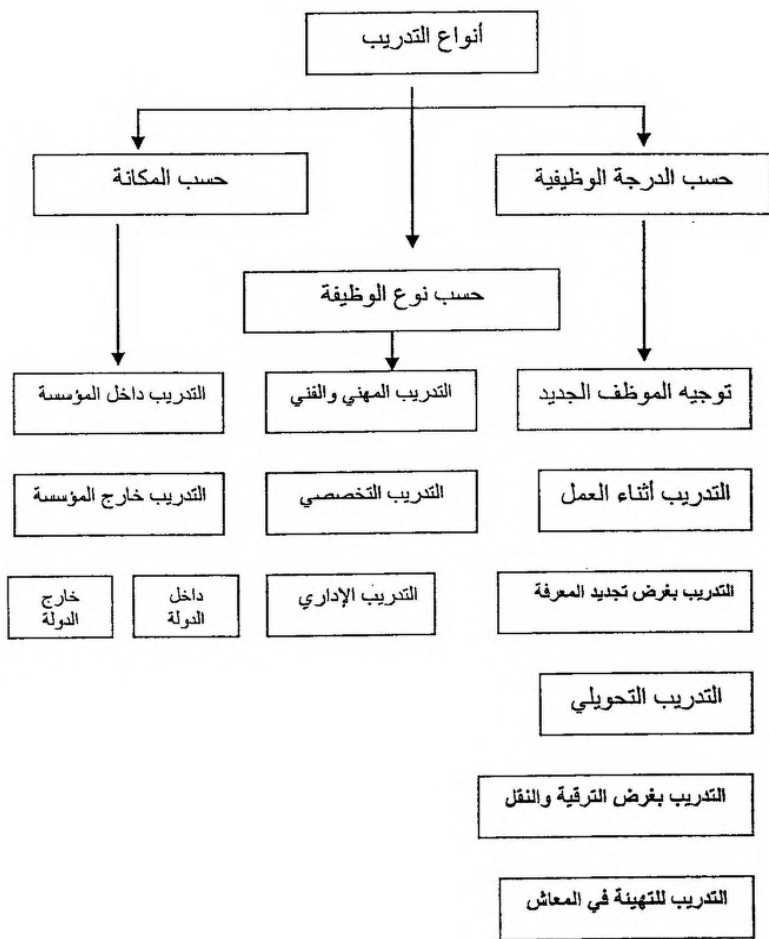 أنواع التدريب
حسب الدرجة الوظيفية
حسب المكانة
حسب نوع الوظيفة
توجيه الموظف الجديد
التدريب المهني والفني
التدريب داخل المؤسسة
التدريب أثناء العمل
التدريب التخصصي
التدريب خارج المؤسسة
التدريب بغرض تجديد المعرفة
التدريب الإداري
داخل
الدولة
خارج
الدولة
التدريب التحويلي
التدريب بغرض الترقية والنقل
التدريب للتهيئة في المعاش